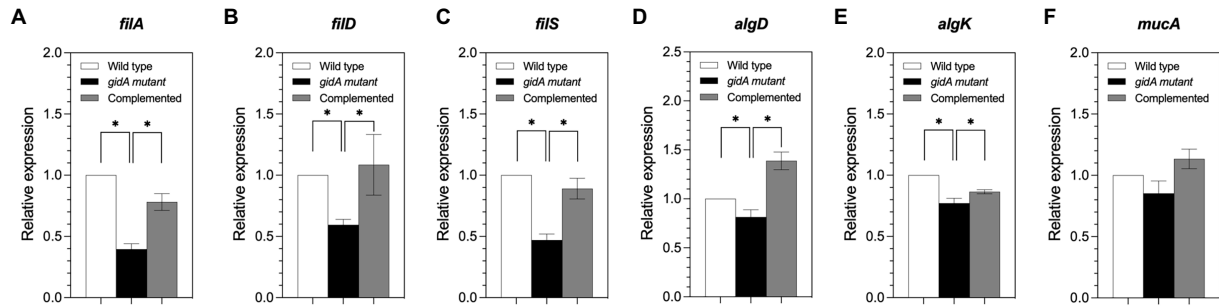 A
filA
Relative expression
2.0
1.5
1.0
0.5
0.0
Wild type
gidA mutant
Complemented
*
*
B
filD
Relative expression
2.0
1.5
1.0
0.5
0.0
Wild type
gidA mutant
Complemented
*
*
C
filS
Relative expression
2.0
1.5
1.0
0.5
0.0
Wild type
gidA mutant
Complemented
*
*
D
algD
Relative expression
2.5
2.0
1.5
1.0
0.5
0.0
Wild type
gidA mutant
Complemented
*
*
E
algK
Relative expression
2.0
1.5
1.0
0.5
0.0
Wild type
gidA mutant
Complemented
*
*
F
mucA
Relative expression
2.0
1.5
1.0
0.5
0.0
Wild type
gidA mutant
Complemented